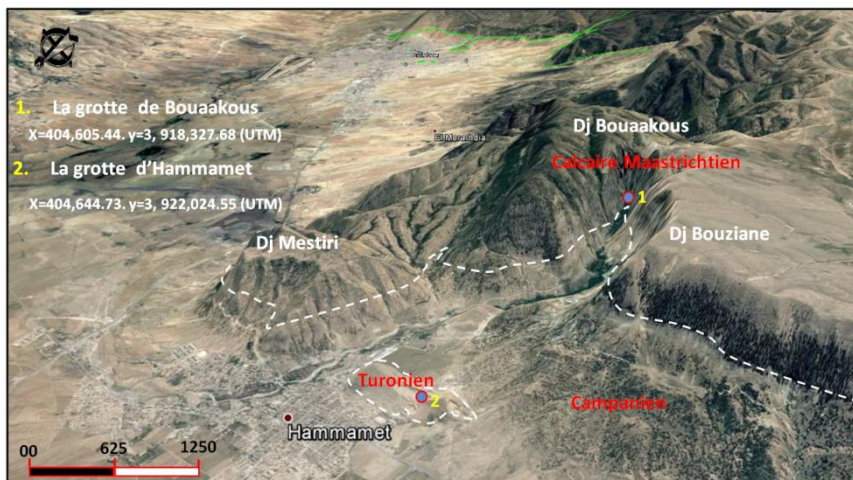 1. La grotte de Bouaakous
X=404,605.44. y=3, 918,327.68 (UTM)
2. La grotte d'Hammamet
X=404,644.73. y=3, 922,024.55 (UTM)
Dj Bouaakous
Calcaire Maastrichtien
1
Dj Mestiri
Dj Bouziane
Turonien
2
Campanien
Hammamet
00 625 1250